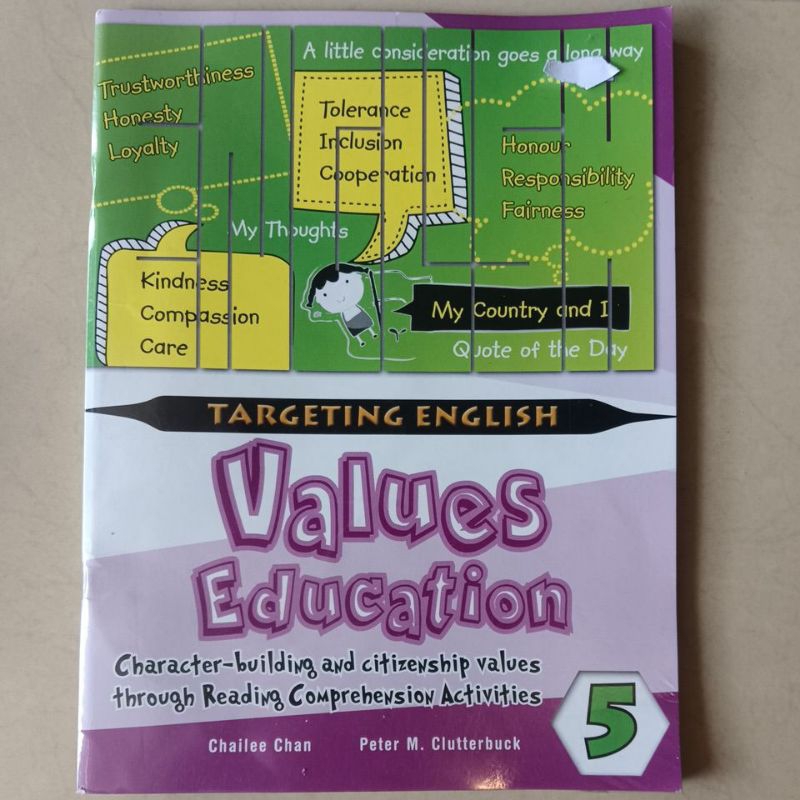 A little consideration goes a long way
Trustworthiness
Honesty
Loyalty
Tolerance
Inclusion
Cooperation
Honour
Responsibility
Fairness
My Thoughts
Kindness
Compassion
Care
My Country and I
Quote of the Day
TARGETING ENGLISH
Values
Education
Character-building and citizenship values
through Reading Comprehension Activities
5
Chailee Chan Peter M. Clutterbuck